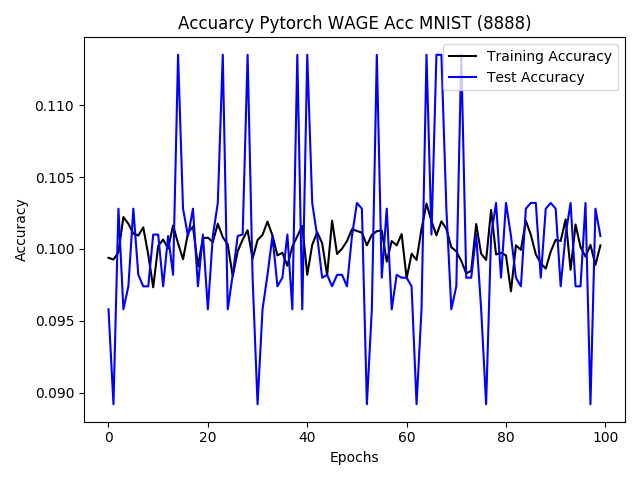 Accuarcy Pytorch WAGE Acc MNIST (8888)
Training Accuracy
Test Accuracy
0.110
0.105
0.100
0.095
0.090
Accuracy
0 20 40 60 80 100
Epochs